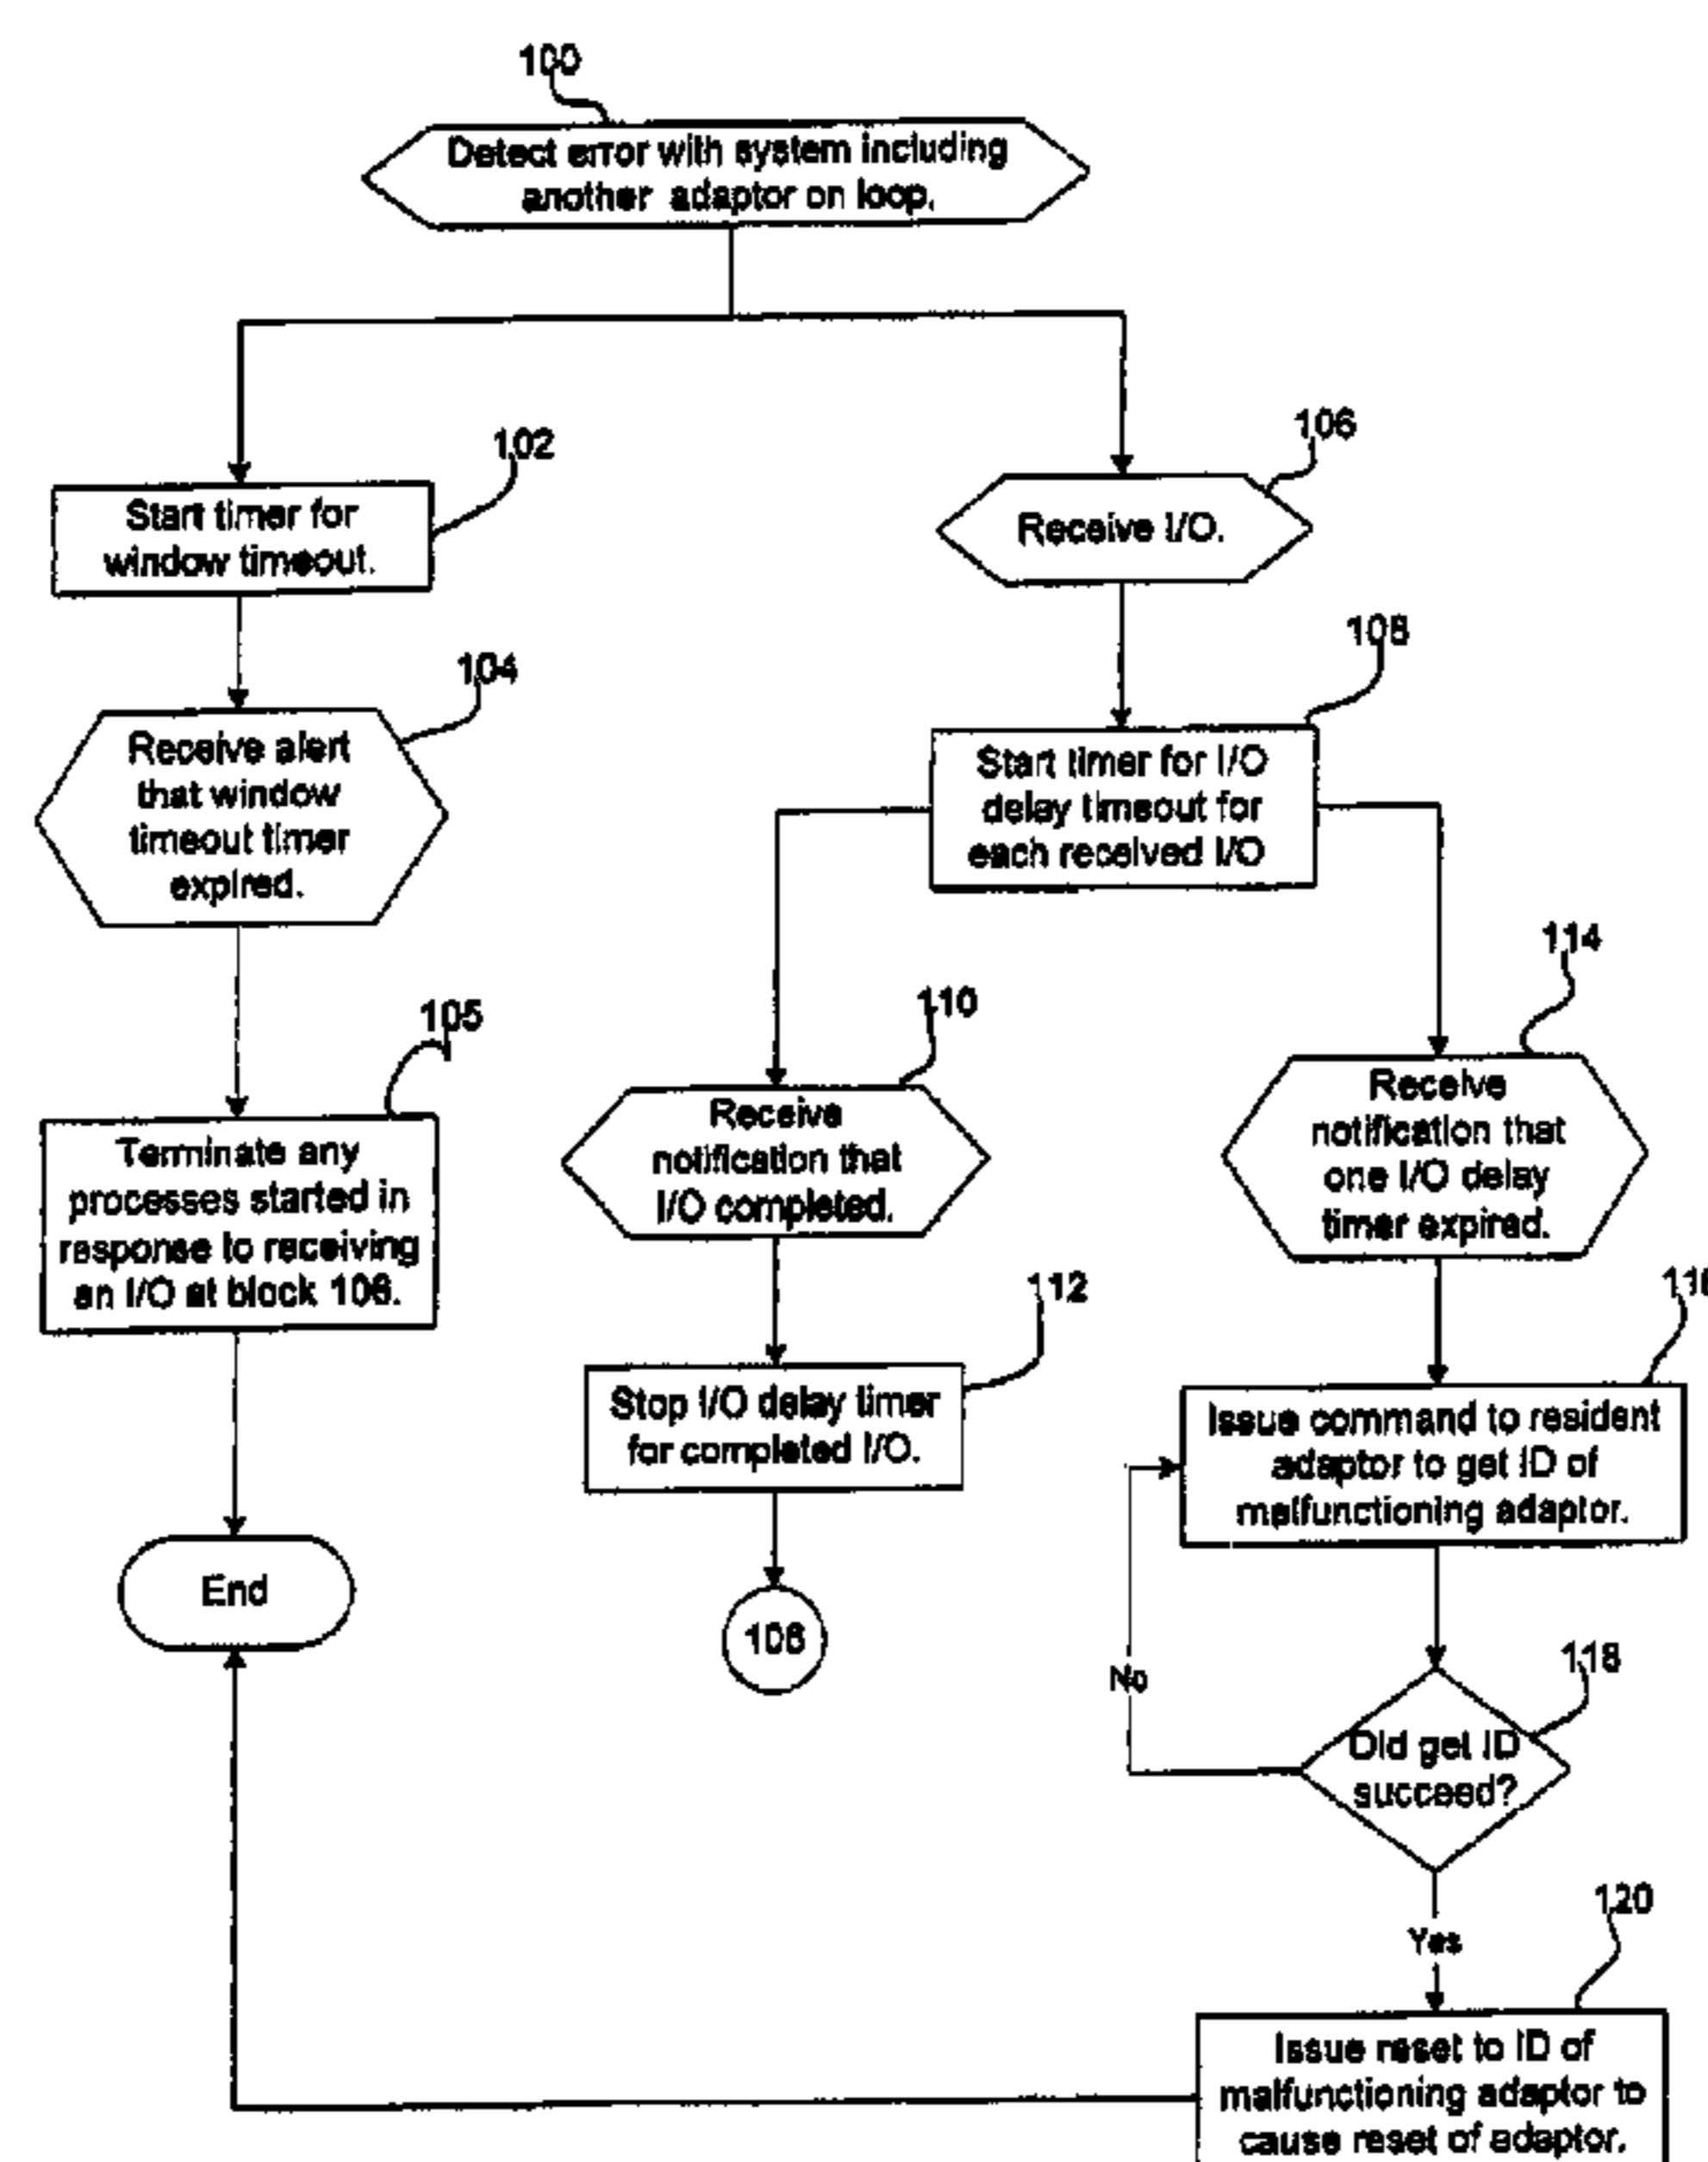 100
Detect error with system including
another adaptor on loop.
102
Start timer for
window timeout.
106
Receive I/O.
104
Receive alert
that window
timeout timer
expired.
108
Start timer for I/O
delay timeout for
each received I/O
105
Terminate any
processes started in
response to receiving
an I/O at block 106.
End
110
Receive
notification that
I/O completed.
112
Stop I/O delay timer
for completed I/O.
106
114
Receive
notification that
one I/O delay
timer expired.
Issue command to resident
adaptor to get ID of
malfunctioning adaptor.
118
Did get ID
succeed?
No
Yes
120
Issue reset to ID of
malfunctioning adaptor to
cause reset of adaptor.